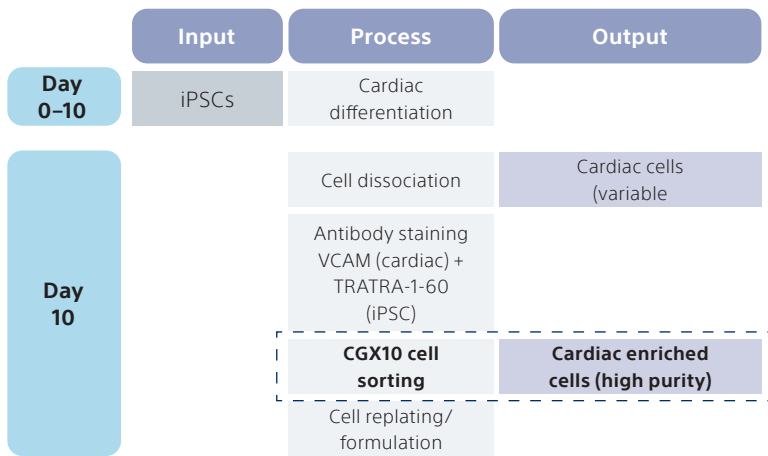 Input Process Output
Day
0–10
iPSCs
Cardiac
differentiation
Day
10
Cell dissociation
Cardiac cells
(variable
Antibody staining
VCAM (cardiac) +
TRATRA-1-60
(iPSC)
CGX10 cell
sorting
Cardiac enriched
cells (high purity)
Cell replating/
formulation